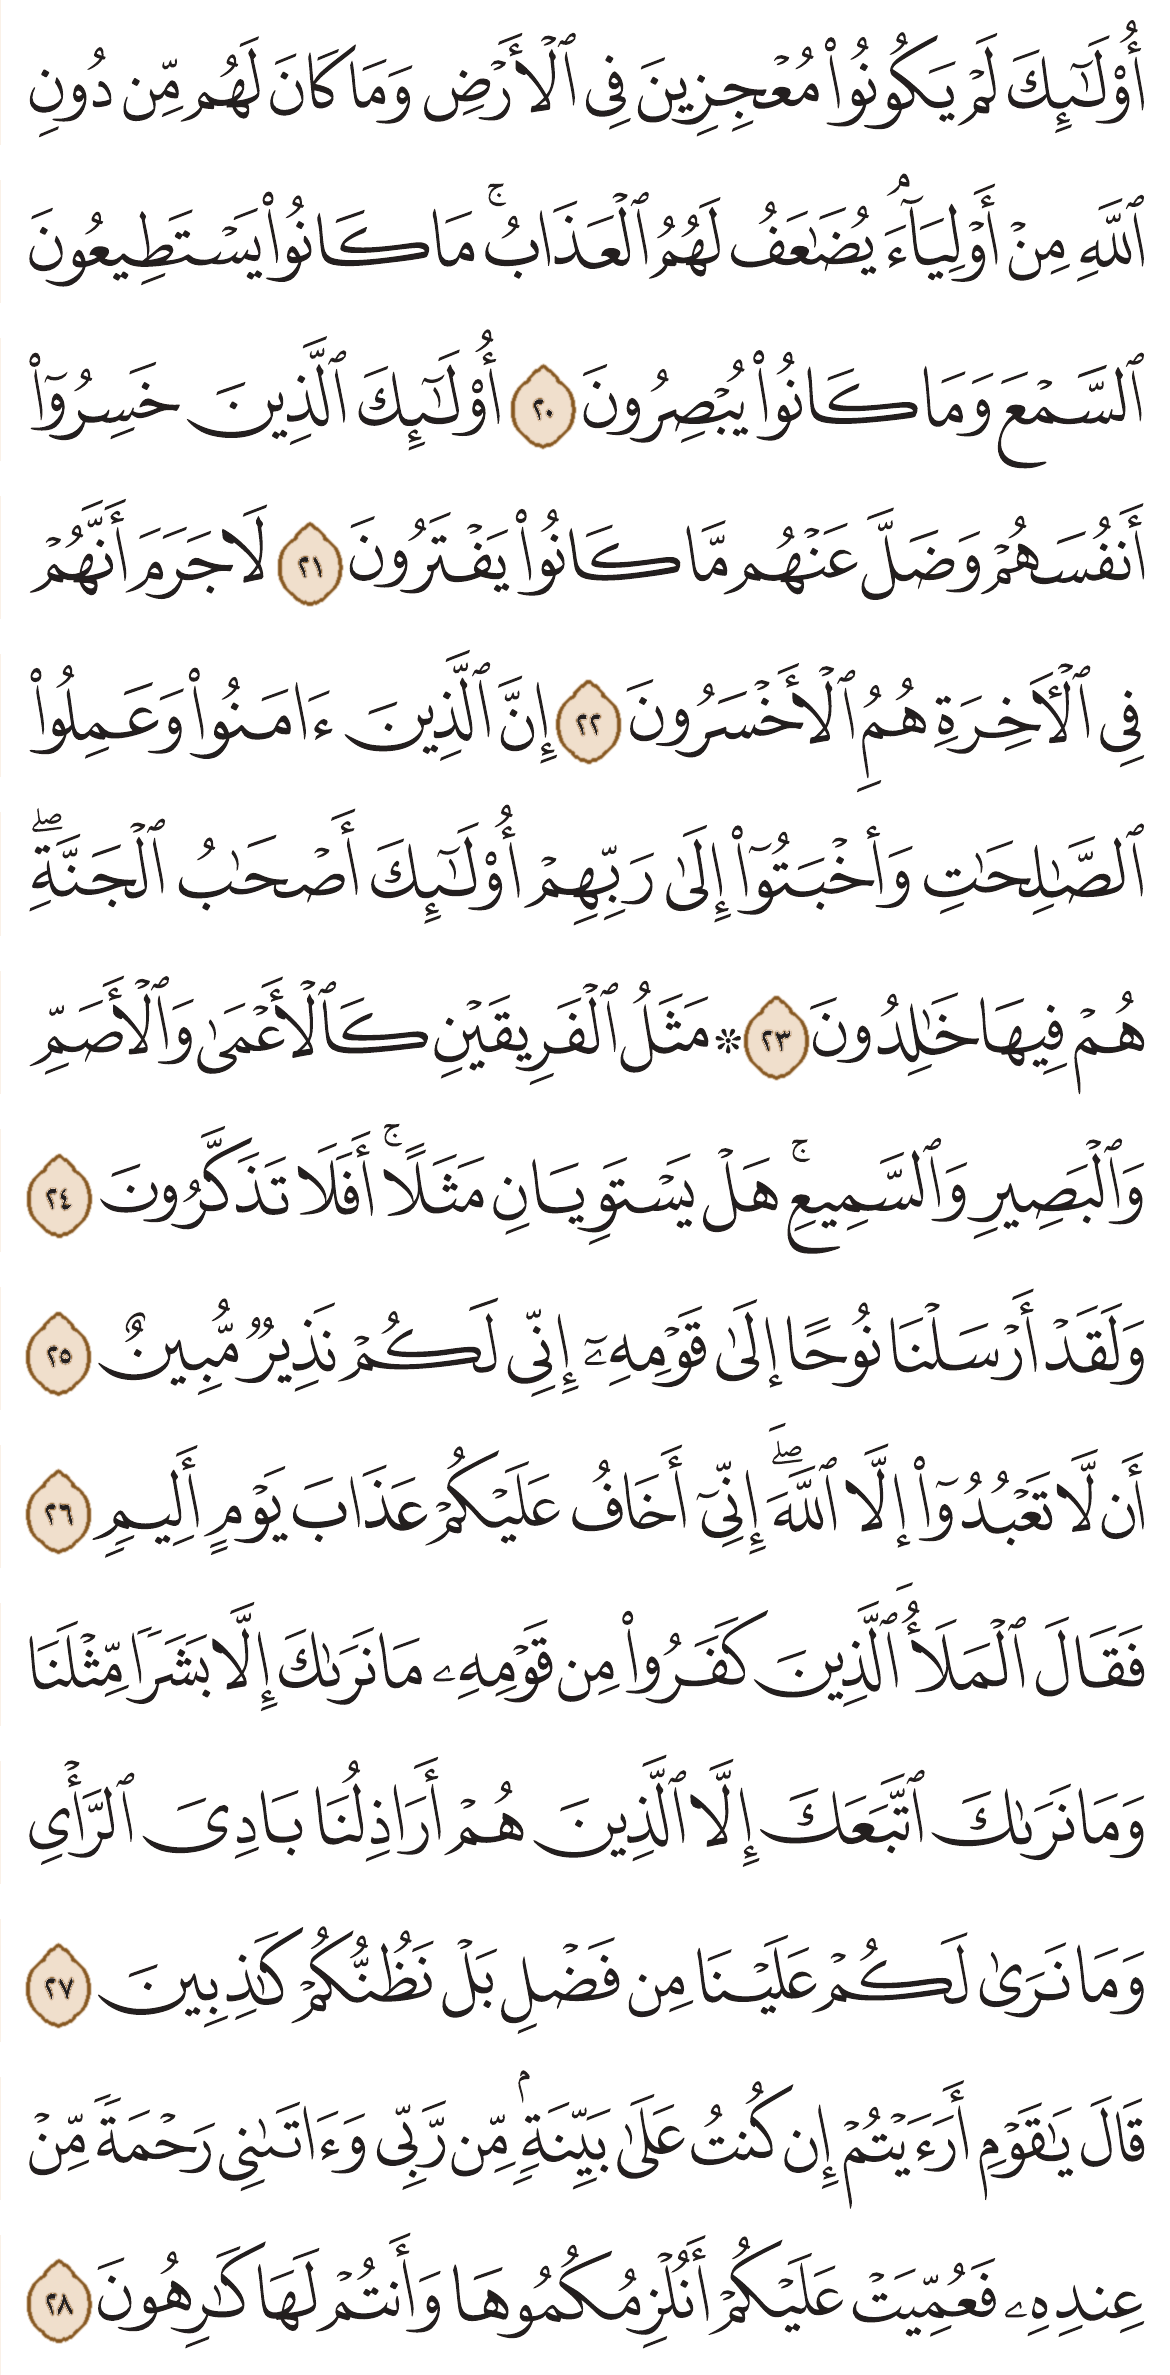 أُوْلَٰٓئِكَ لَمْ يَكُونُوا۟ مُعْجِزِينَ فِى ٱلْأَرْضِ وَمَا كَانَ لَهُم مِّن دُونِ
ٱللَّهِ مِنْ أَوْلِيَآءَ ۘ يُضَٰعَفُ لَهُمُ ٱلْعَذَابُ ۚ مَا كَانُوا۟ يَسْتَطِيعُونَ
ٱلسَّمْعَ وَمَا كَانُوا۟ يُبْصِرُونَ ٢٠ أُوْلَٰٓئِكَ ٱلَّذِينَ خَسِرُوٓا۟
أَنفُسَهُمْ وَضَلَّ عَنْهُم مَّا كَانُوا۟ يَفْتَرُونَ ٢١ لَا جَرَمَ أَنَّهُمْ
فِى ٱلْـَٔاخِرَةِ هُمُ ٱلْأَخْسَرُونَ ٢٢ إِنَّ ٱلَّذِينَ ءَامَنُوا۟ وَعَمِلُوا۟
ٱلصَّٰلِحَٰتِ وَأَخْبَتُوٓا۟ إِلَىٰ رَبِّهِمْ أُوْلَٰٓئِكَ أَصْحَٰبُ ٱلْجَنَّةِ ۖ
هُمْ فِيهَا خَٰلِدُونَ ٢٣ ۞ مَثَلُ ٱلْفَرِيقَيْنِ كَٱلْأَعْمَىٰ وَٱلْأَصَمِّ
وَٱلْبَصِيرِ وَٱلسَّمِيعِ ۚ هَلْ يَسْتَوِيَانِ مَثَلًا ۚ أَفَلَا تَذَكَّرُونَ ٢٤
وَلَقَدْ أَرْسَلْنَا نُوحًا إِلَىٰ قَوْمِهِۦٓ إِنِّى لَكُمْ نَذِيرٌ مُّبِينٌ ٢٥
أَن لَّا تَعْبُدُوٓا۟ إِلَّا ٱللَّهَ ۖ إِنِّىٓ أَخَافُ عَلَيْكُمْ عَذَابَ يَوْمٍ أَلِيمٍ ٢٦
فَقَالَ ٱلْمَلَأُ ٱلَّذِينَ كَفَرُوا۟ مِن قَوْمِهِۦ مَا نَرَىٰكَ إِلَّا بَشَرًا مِّثْلَنَا
وَمَا نَرَىٰكَ ٱتَّبَعَكَ إِلَّا ٱلَّذِينَ هُمْ أَرَاذِلُنَا بَادِىَ ٱلرَّأْىِ
وَمَا نَرَىٰ لَكُمْ عَلَيْنَا مِن فَضْلٍ بَلْ نَظُنُّكُمْ كَٰذِبِينَ ٢٧
قَالَ يَٰقَوْمِ أَرَءَيْتُمْ إِن كُنتُ عَلَىٰ بَيِّنَةٍ مِّن رَّبِّى وَءَاتَىٰنِى رَحْمَةً مِّنْ
عِندِهِۦ فَعُمِّيَتْ عَلَيْكُمْ أَنُلْزِمُكُمُوهَا وَأَنتُمْ لَهَا كَٰرِهُونَ ٢٨